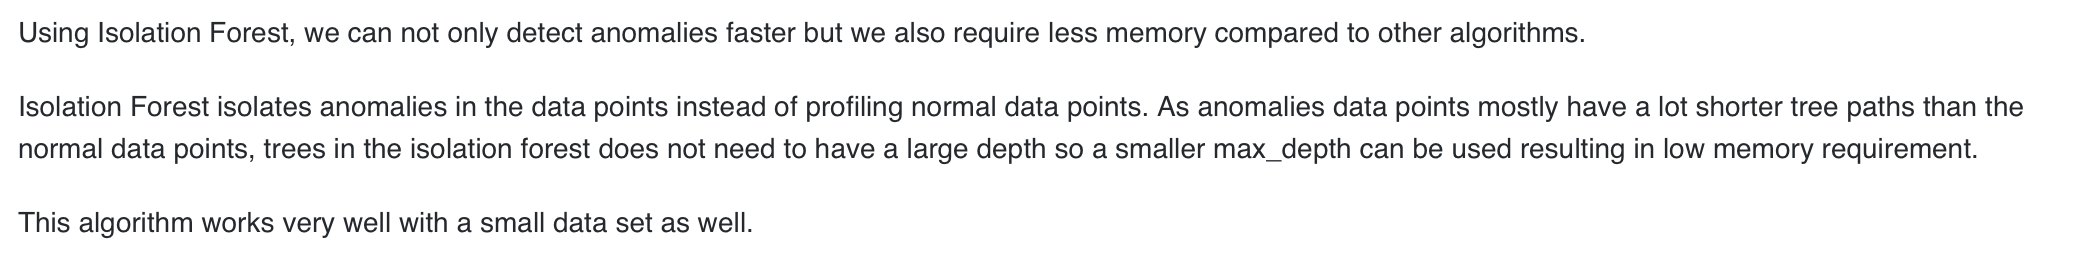 Using Isolation Forest, we can not only detect anomalies faster but we also require less memory compared to other algorithms.
Isolation Forest isolates anomalies in the data points instead of profiling normal data points. As anomalies data points mostly have a lot shorter tree paths than the
normal data points, trees in the isolation forest does not need to have a large depth so a smaller max_depth can be used resulting in low memory requirement.
This algorithm works very well with a small data set as well.